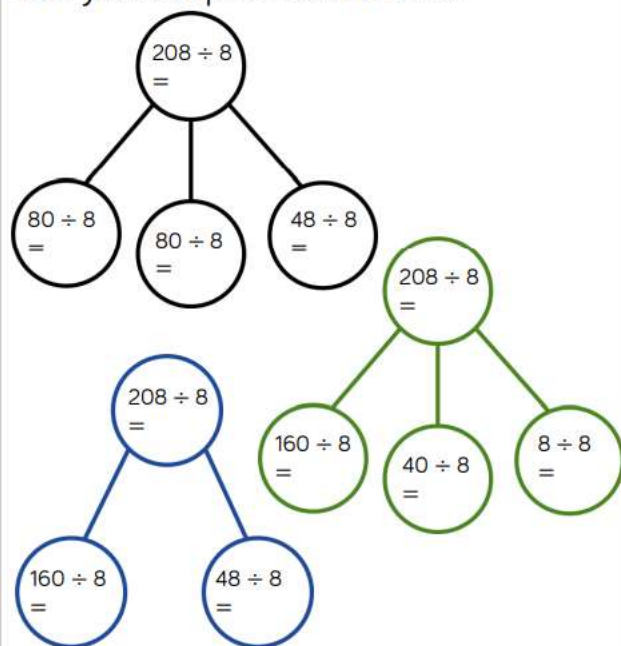 208 ÷ 8
=
80 ÷ 8
=
80 ÷ 8
=
48 ÷ 8
=
208 ÷ 8
=
160 ÷ 8
=
40 ÷ 8
=
8 ÷ 8
=
208 ÷ 8
=
160 ÷ 8
=
48 ÷ 8
=